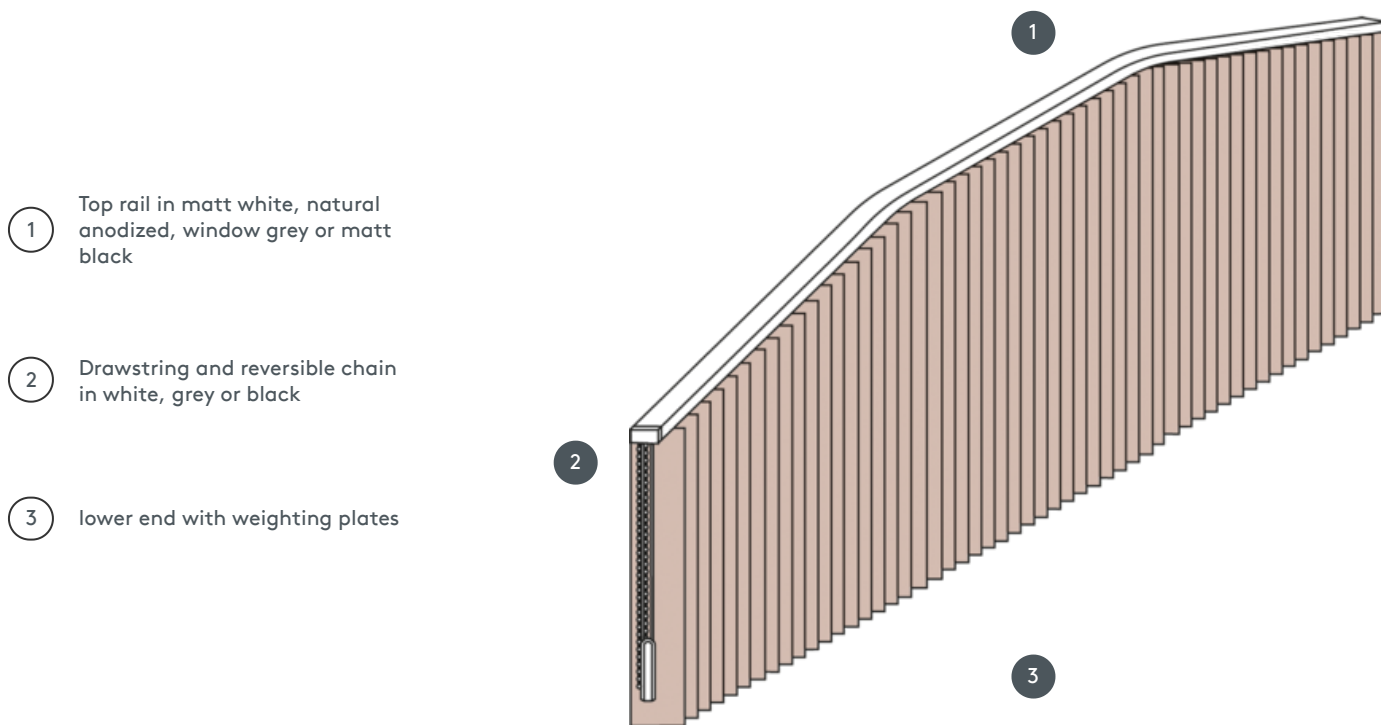 1
Top rail in matt white, natural
anodized, window grey or matt
black
2
Drawstring and reversible chain
in white, grey or black
3
lower end with weighting plates
1
2
3